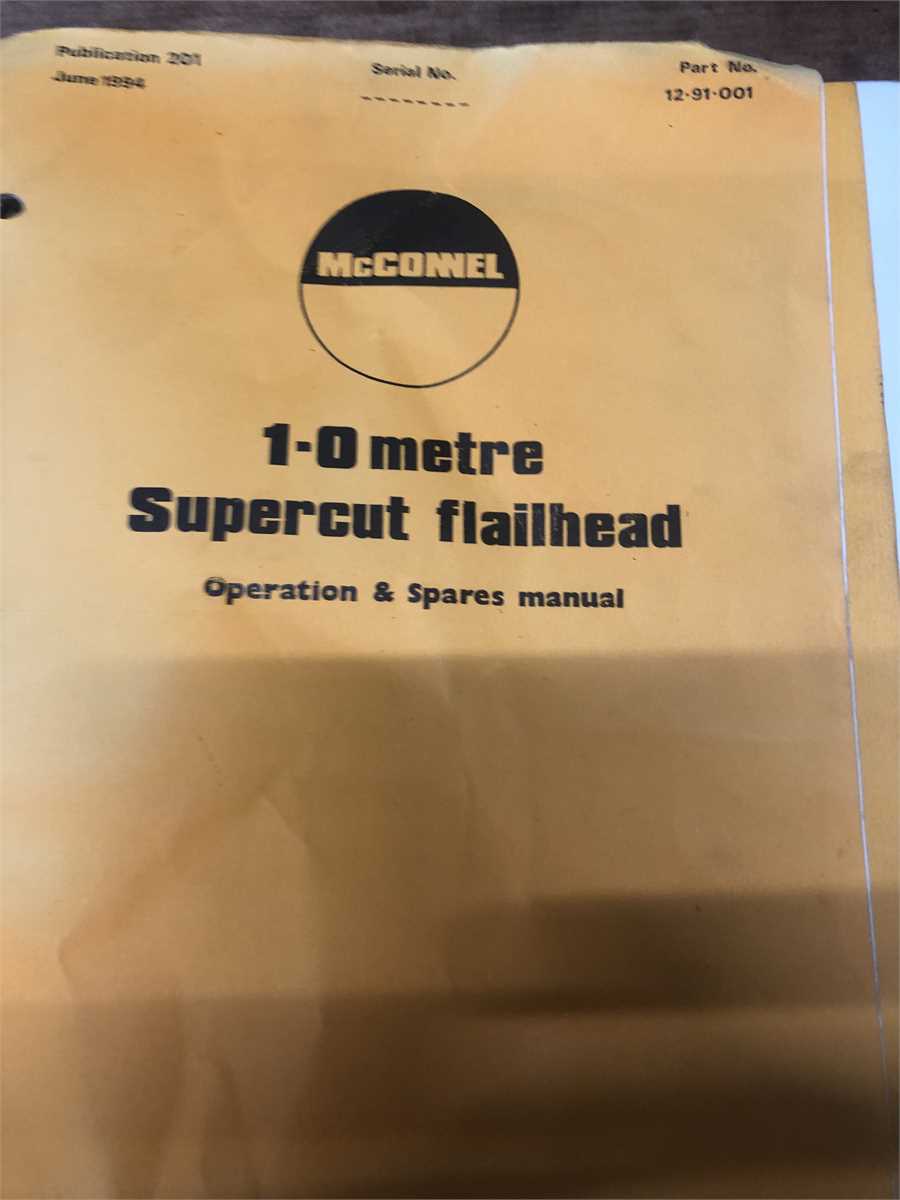 Publication 201
June 1994
Serial No.
--------
Part No.
12·91·001
McCONNEL
1·0 metre
Supercut flailhead
Operation & Spares manual